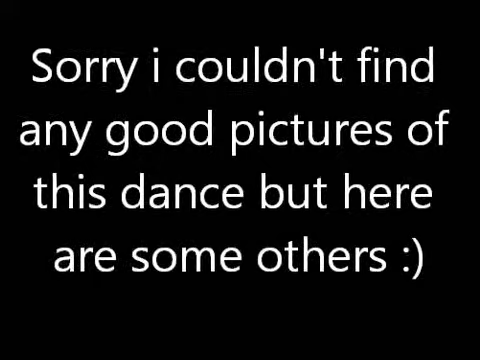 Sorry i couldn't find
any good pictures of
this dance but here
are some others :)